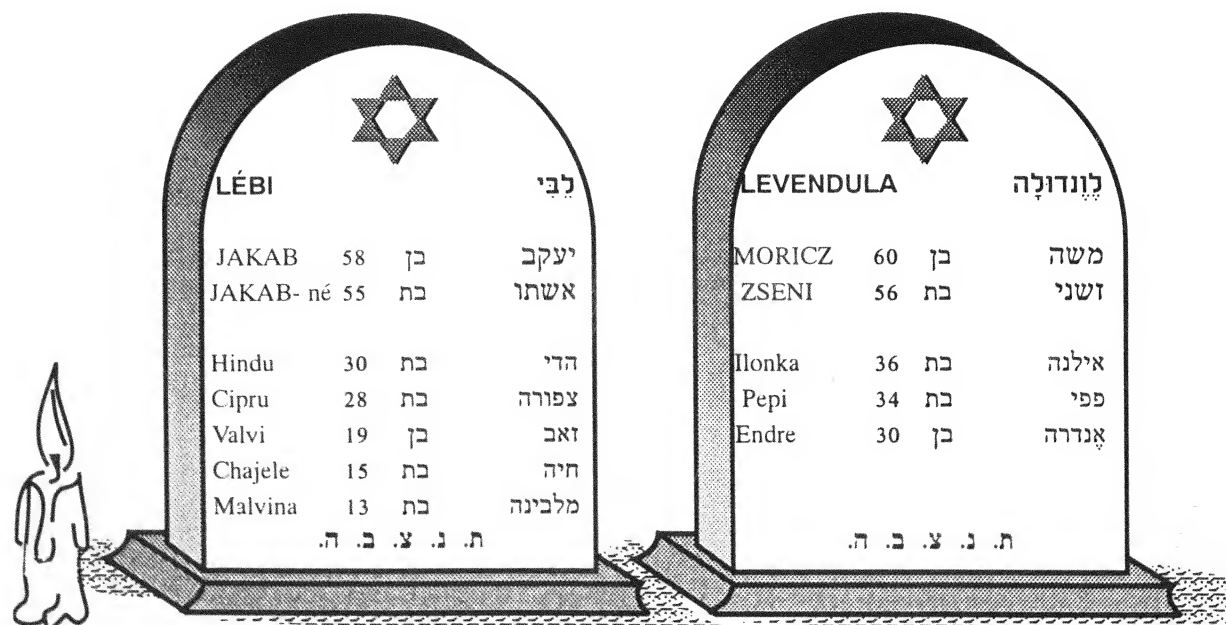 LÉBI לֵבִּי
JAKAB 58 בן יעקב
JAKAB- né 55 בת אשתו
Hindu 30 בת הדי
Cipru 28 בת צפורה
Valvi 19 בן זאב
Chajele 15 בת חיה
Malvina 13 בת מלבינה
ת. נ. צ. ב. ה.
LEVENDULA לֶוֶנדוּלָה
MORICZ 60 בן משה
ZSENI 56 בת זשני
Ilonka 36 בת אילנה
Pepi 34 בת פפי
Endre 30 בן אֶנדרה
ת. נ. צ. ב. ה.